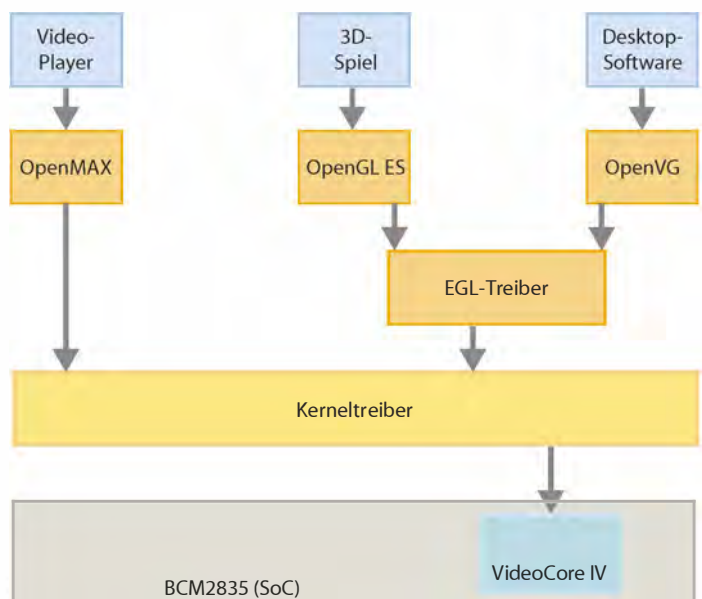 Video-
Player
3D-
Spiel
Desktop-
Software
OpenMAX
OpenGL ES
OpenVG
EGL-Treiber
Kerneltreiber
VideoCore IV
BCM2835 (SoC)